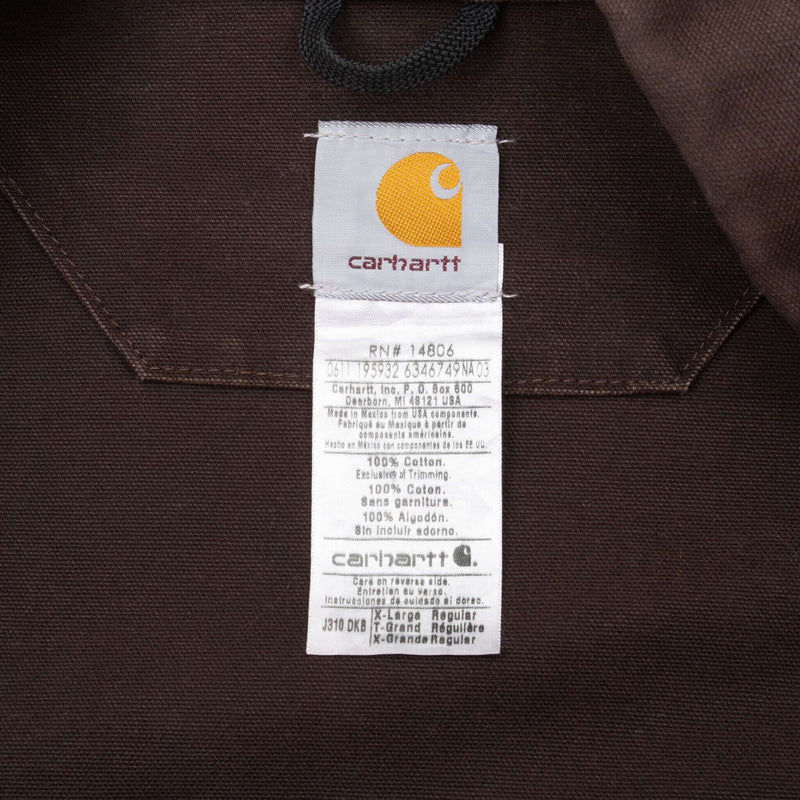 carhartt
RN# 14806
0611 195932 6346749NA03
Carhartt, Inc. P. O. Box 600
Dearborn, MI 48121 USA
Made in Mexico from USA components.
Fabriqué au Mexique à partir de
components américains.
Hecho en México con componentes de los EE UU.
100% Cotton.
Exclusive of Trimming.
100% Coton.
Sans garniture.
100% Algodón.
Sin incluir adorno.
carhartt
Care on reverse side.
Entretien au verso.
Instrucciones de cuidado al dorso.
J310 DKB
X-Large Regular
T-Grand Régulière
X-Grande Regular